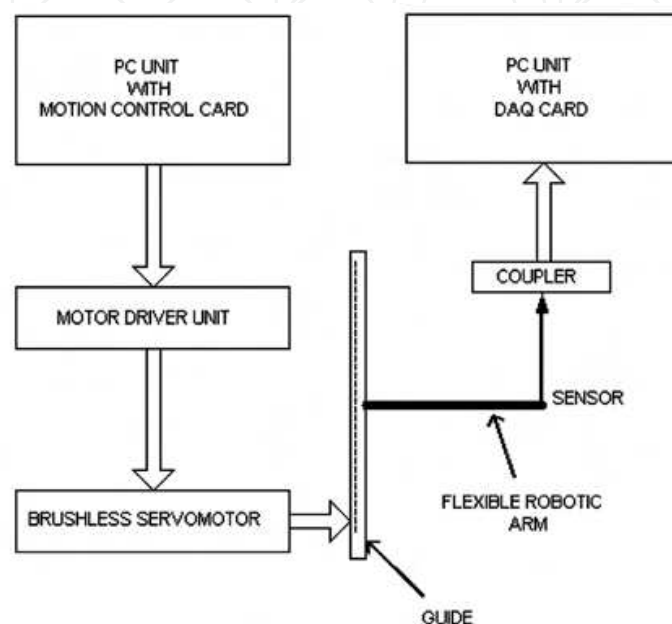 PC UNIT
WITH
MOTION CONTROL CARD
PC UNIT
WITH
DAQ CARD
COUPLER
MOTOR DRIVER UNIT
SENSOR
FLEXIBLE ROBOTIC
ARM
BRUSHLESS SERVOMOTOR
GUIDE